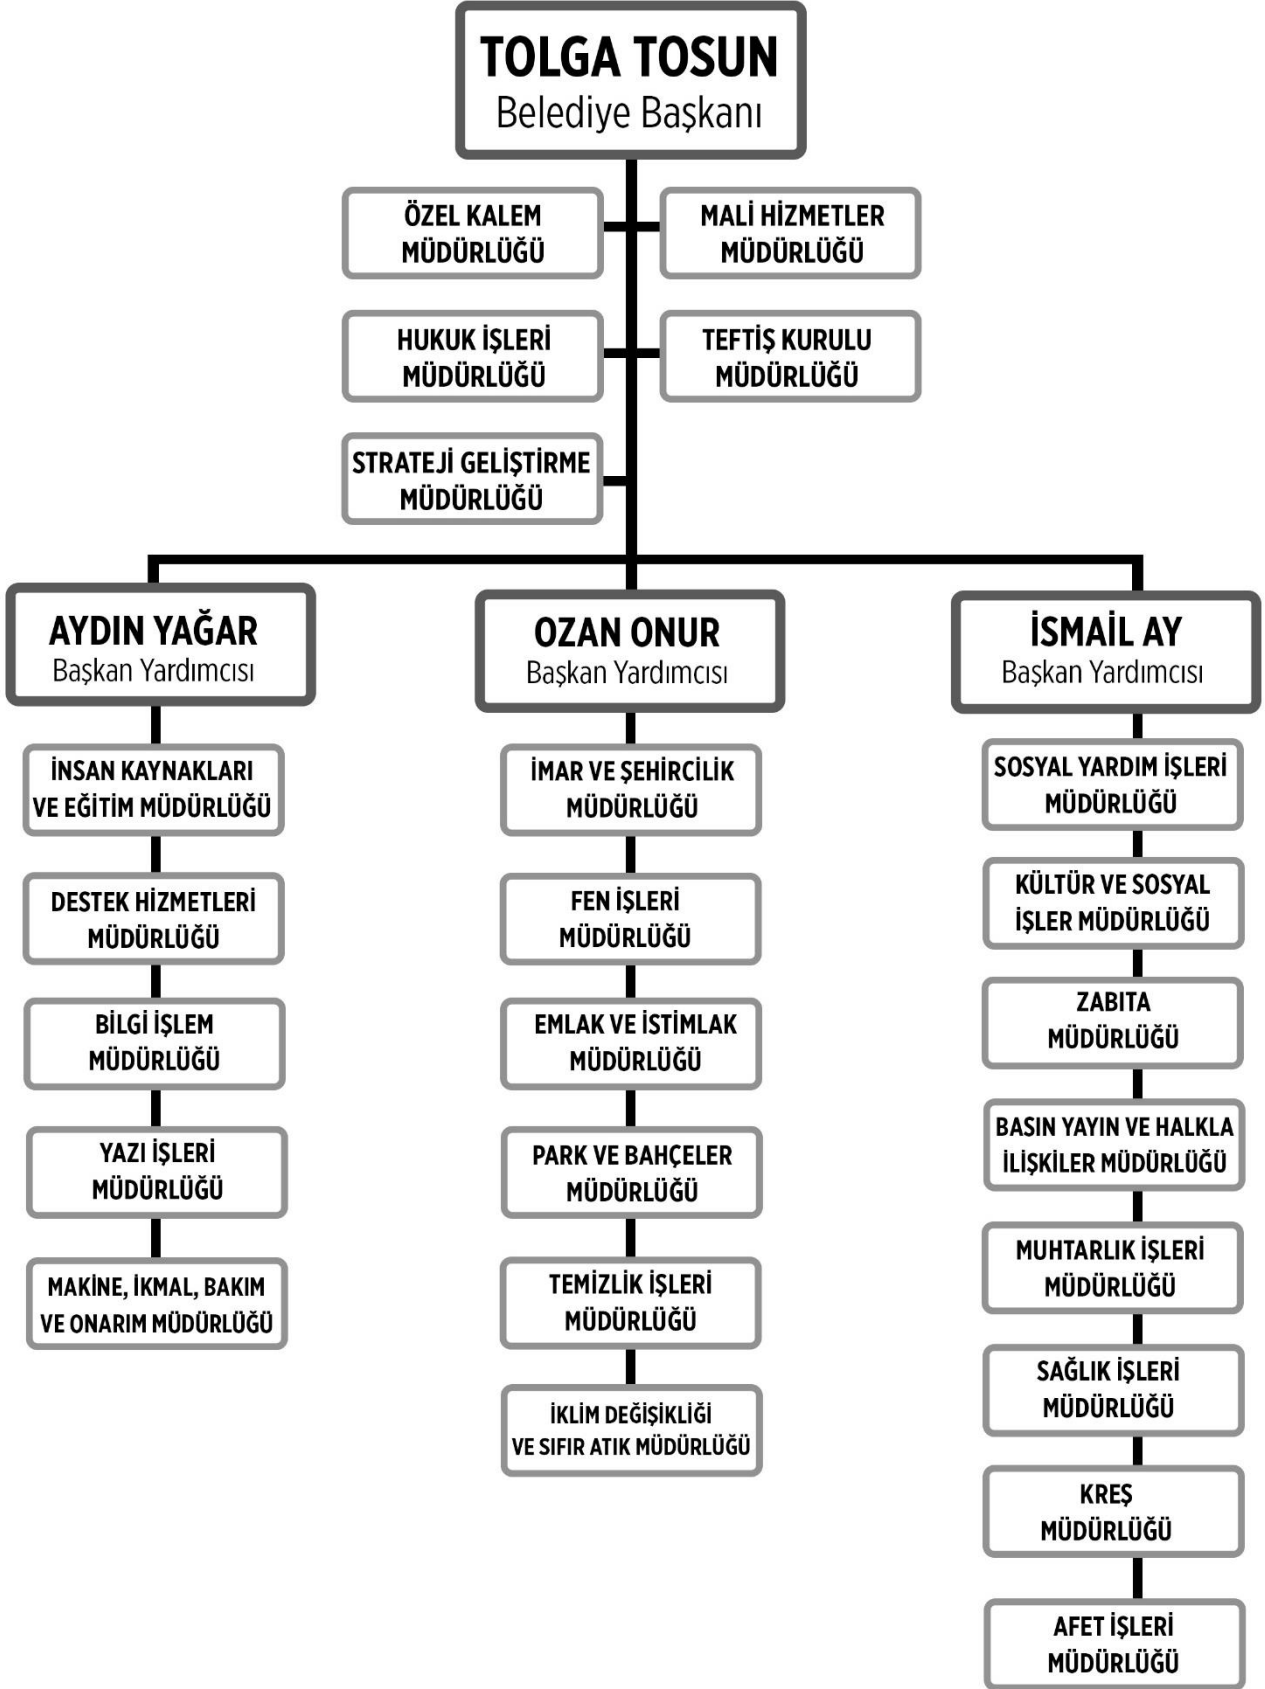 TOLGA TOSUN
Belediye Başkanı
ÖZEL KALEM
MÜDÜRLÜĞÜ
MALİ HİZMETLER
MÜDÜRLÜĞÜ
HUKUK İŞLERİ
MÜDÜRLÜĞÜ
TEFTİŞ KURULU
MÜDÜRLÜĞÜ
STRATEJİ GELİŞTİRME
MÜDÜRLÜĞÜ
AYDIN YAĞAR
Başkan Yardımcısı
İNSAN KAYNAKLARI
VE EĞİTİM MÜDÜRLÜĞÜ
DESTEK HİZMETLERİ
MÜDÜRLÜĞÜ
BİLGİ İŞLEM
MÜDÜRLÜĞÜ
YAZI İŞLERİ
MÜDÜRLÜĞÜ
MAKİNE, İKMAL, BAKIM
VE ONARIM MÜDÜRLÜĞÜ
OZAN ONUR
Başkan Yardımcısı
İMAR VE ŞEHİRCİLİK
MÜDÜRLÜĞÜ
FEN İŞLERİ
MÜDÜRLÜĞÜ
EMLAK VE İSTİMLAK
MÜDÜRLÜĞÜ
PARK VE BAHÇELER
MÜDÜRLÜĞÜ
TEMİZLİK İŞLERİ
MÜDÜRLÜĞÜ
İKLİM DEĞİŞİKLİĞİ
VE SIFIR ATIK MÜDÜRLÜĞÜ
İSMAİL AY
Başkan Yardımcısı
SOSYAL YARDIM İŞLERİ
MÜDÜRLÜĞÜ
KÜLTÜR VE SOSYAL
İŞLER MÜDÜRLÜĞÜ
ZABITA
MÜDÜRLÜĞÜ
BASIN YAYIN VE HALKLA
İLİŞKİLER MÜDÜRLÜĞÜ
MUHTARLIK İŞLERİ
MÜDÜRLÜĞÜ
SAĞLIK İŞLERİ
MÜDÜRLÜĞÜ
KREŞ
MÜDÜRLÜĞÜ
AFET İŞLERİ
MÜDÜRLÜĞÜ